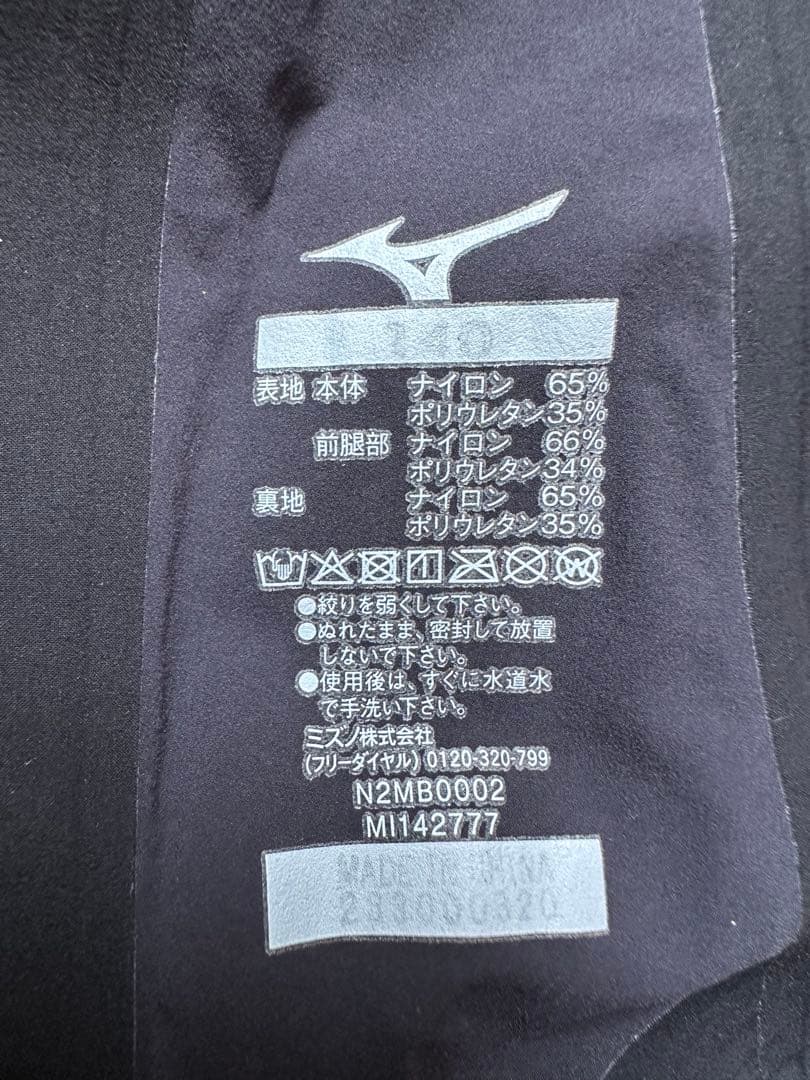 140
表地 本体 ナイロン 65%
ポリウレタン35%
前腿部 ナイロン 66%
ポリウレタン34%
裏地 ナイロン 65%
ポリウレタン35%
●絞りを弱くして下さい。
●ぬれたまま、密封して放置
しないで下さい。
●使用後は、すぐに水道水
で手洗い下さい。
ミズノ株式会社
(フリーダイヤル) 0120-320-799
N2MB0002
MI142777
MADE IN CHINA
233000320